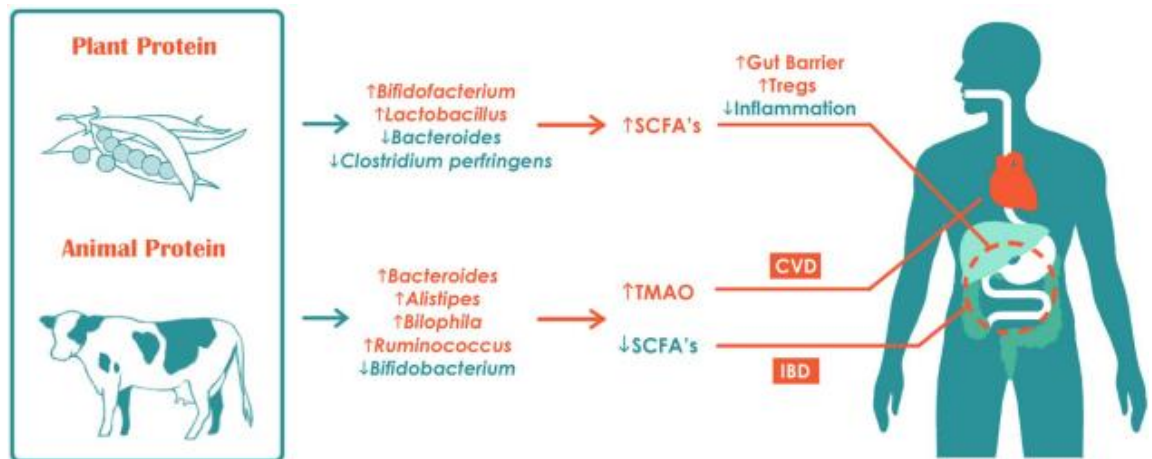 Plant Protein
↑Bifidofacterium
↑Lactobacillus
↓Bacteroides
↓Clostridium perfringens
↑SCFA's
↑Gut Barrier
↑Tregs
↓Inflammation
Animal Protein
↑Bacteroides
↑Alistipes
↑Bilophila
↑Ruminococcus
↓Bifidobacterium
↑TMAO
CVD
↓SCFA's
IBD